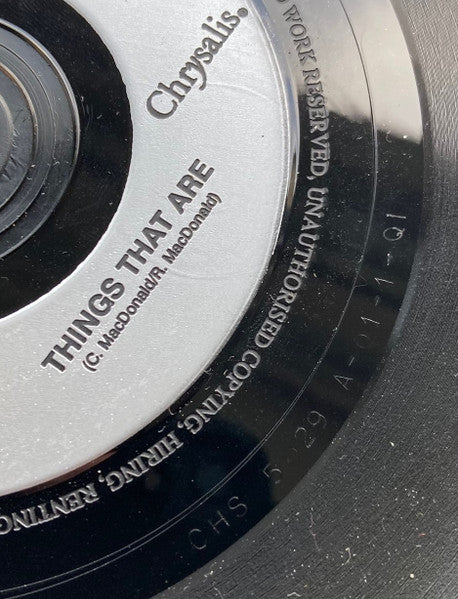 Chrysalis®
THINGS THAT ARE
(C. MacDonald/R. MacDonald)
WORK RESERVED, UNAUTHORISED COPYING, HIRING, RENTING
CHS 5 29 A-01-1-Q1